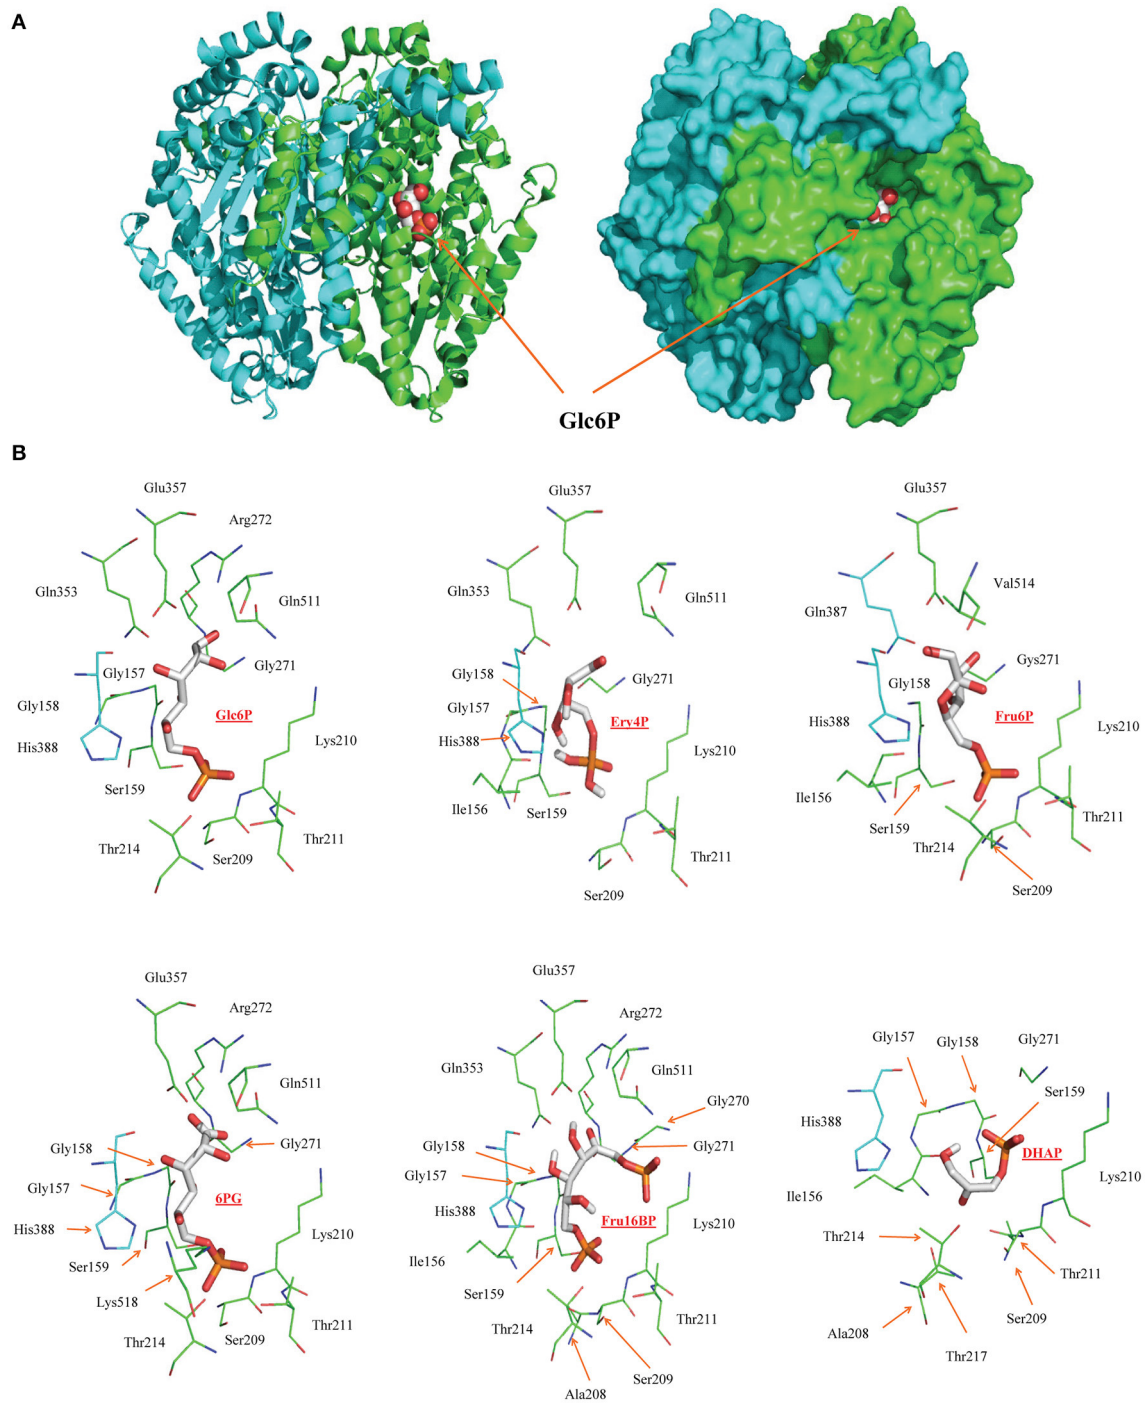 A
Glc6P
B
Glu357
Arg272
Gln353
Gln511
Gly157
Gly271
Gly158
Glc6P
His388
Lys210
Ser159
Thr214
Ser209
Thr211
Glu357
Gln353
Gln511
Gly158
Gly271
Gly157
Ery4P
His388
Lys210
Ile156
Ser159
Thr211
Ser209
Glu357
Val514
Gln387
Gys271
Gly158
His388
Fru6P
Lys210
Ile156
Ser159
Thr211
Thr214
Ser209
Glu357
Arg272
Gln511
Gly158
Gly271
Gly157
6PG
His388
Lys210
Ser159
Lys518
Thr214
Ser209
Thr211
Glu357
Arg272
Gln353
Gln511
Gly270
Gly158
Gly271
Gly157
His388
Fru16BP
Lys210
Ile156
Ser159
Thr214
Thr211
Ser209
Ala208
Gly157
Gly158
Gly271
Ser159
His388
DHAP
Lys210
Ile156
Thr214
Thr211
Ser209
Ala208
Thr217